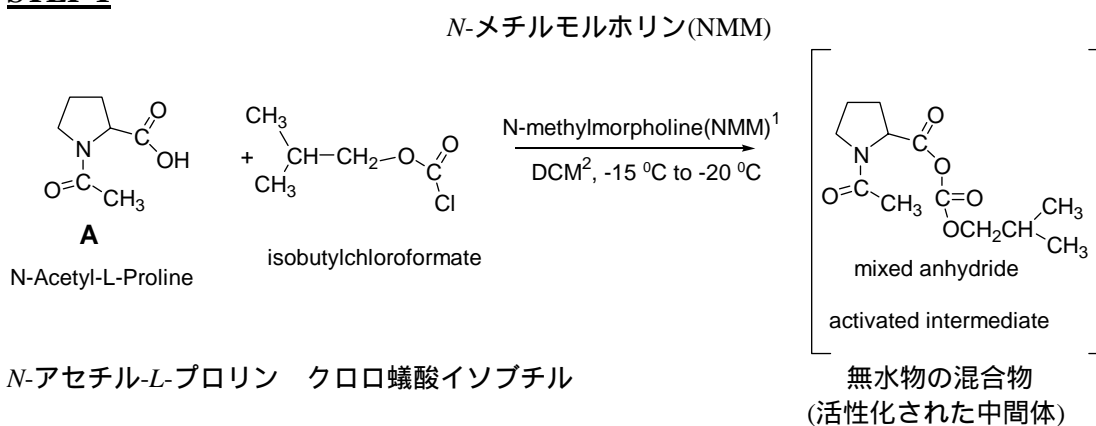 N-メチルモルホリン(NMM)
N-methylmorpholine(NMM)1
DCM2, -15 0C to -20 0C
O
C
OH
N
C
O
CH3
A
N-Acetyl-L-Proline
+
CH3
CH
CH2
O
C
O
CH3
Cl
isobutylchloroformate
O
C
N
O
C
O
CH3
C
O
OCH2CH
CH3
CH3
mixed anhydride
activated intermediate
N-アセチル-L-プロリン クロロ蟻酸イソブチル
無水物の混合物
(活性化された中間体)